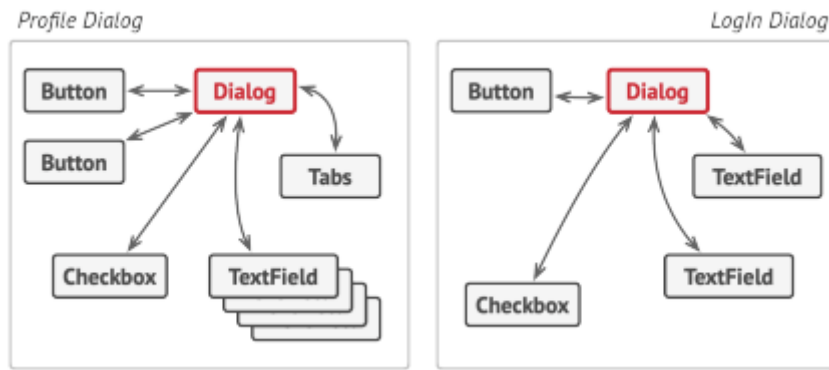 Profile Dialog
LogIn Dialog
Button
Dialog
Button
Tabs
Checkbox
TextField
Button
Dialog
TextField
TextField
Checkbox